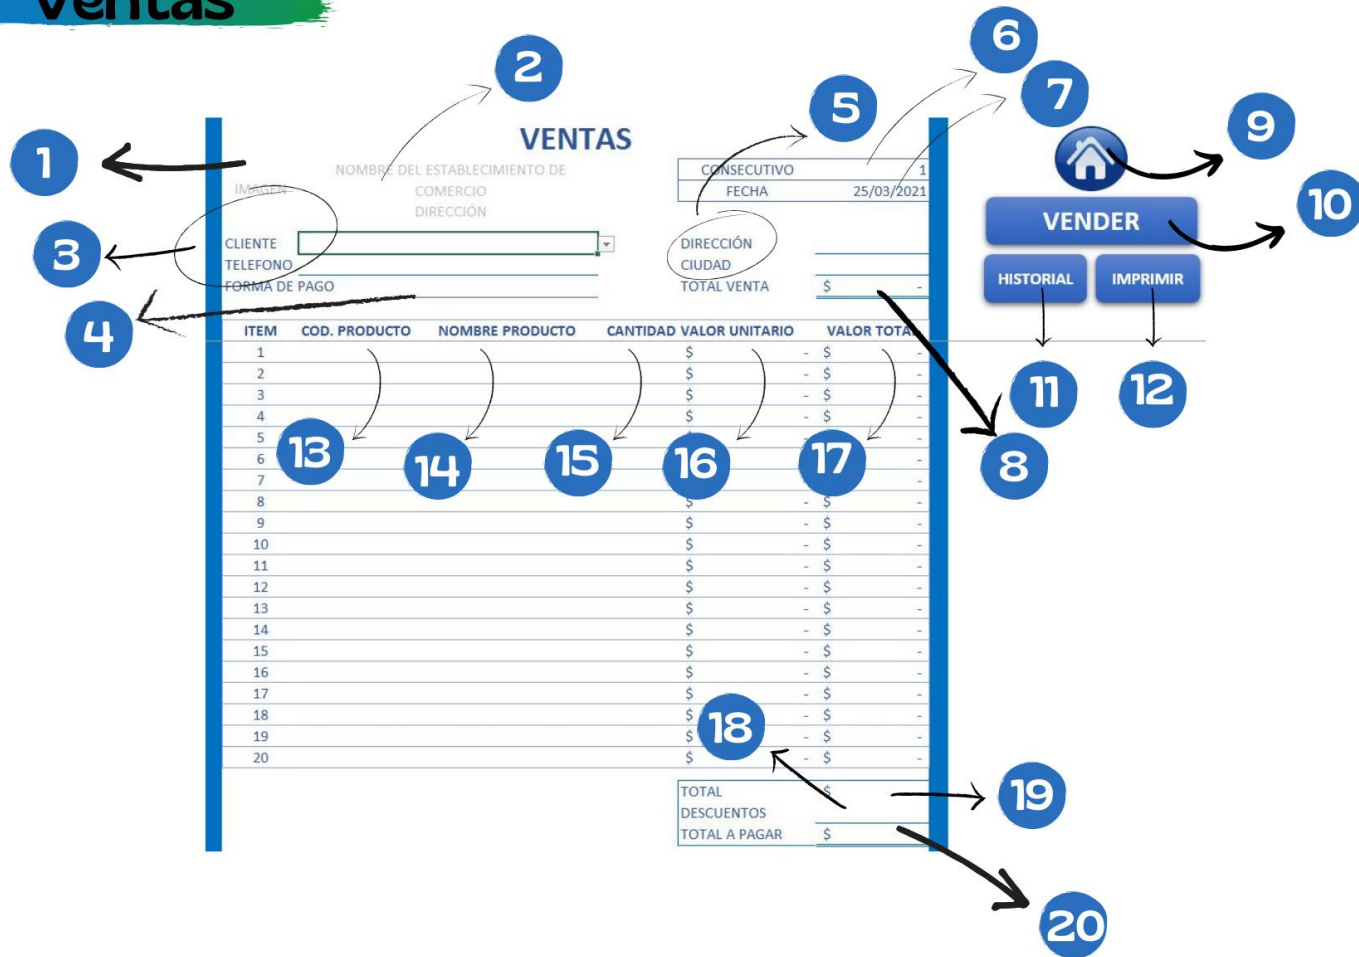 Ventas
2
6
7
5
9
1
VENTAS
NOMBRE DEL ESTABLECIMIENTO DE
COMERCIO
DIRECCIÓN
IMAGEN
CONSECUTIVO 1
FECHA 25/03/2021
10
VENDER
3
CLIENTE
TELEFONO
FORMA DE PAGO
DIRECCIÓN
CIUDAD
TOTAL VENTA $ -
HISTORIAL IMPRIMIR
4
ITEM COD. PRODUCTO NOMBRE PRODUCTO CANTIDAD VALOR UNITARIO VALOR TOTAL
1 $ - $ -
2 $ - $ -
3 $ - $ -
4 $ - $ -
5 -
6 -
7 -
8 $ - $ -
9 $ - $ -
10 $ - $ -
11 $ - $ -
12 $ - $ -
13 $ - $ -
14 $ - $ -
15 $ - $ -
16 $ - $ -
17 $ - $ -
18 $ - $ -
19 $ - $ -
20 $ - $ -
11
12
13
14
15
16
17
8
18
TOTAL $
DESCUENTOS
TOTAL A PAGAR $
19
20